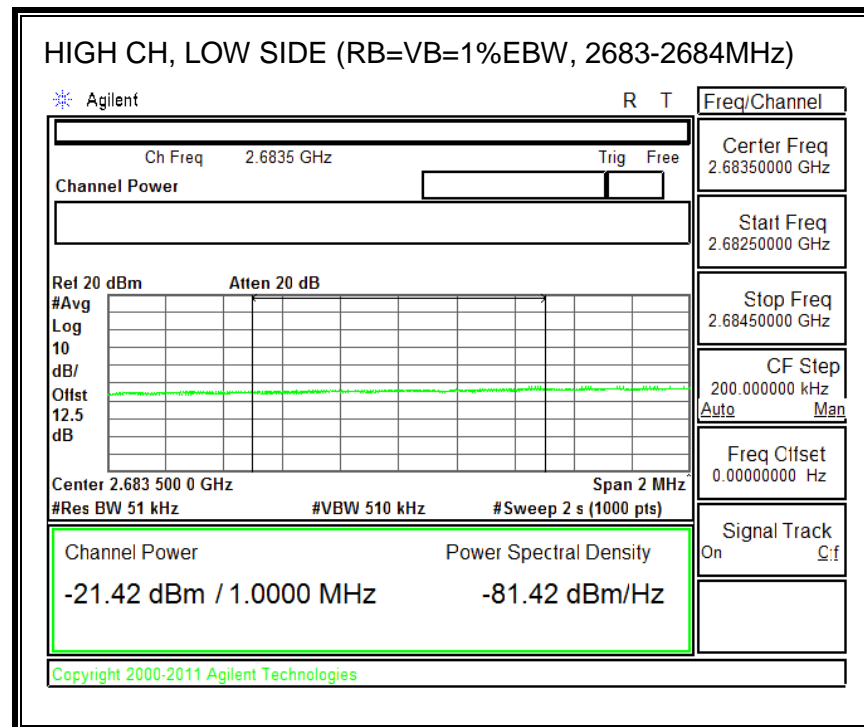 HIGH CH, LOW SIDE (RB=VB=1%EBW, 2683-2684MHz)
Agilent R T
Freq/Channel
Ch Freq 2.6835 GHz Trig Free
Channel Power
Center Freq
2.68350000 GHz
Start Freq
2.68250000 GHz
Stop Freq
2.68450000 GHz
CF Step
200.000000 kHz
Auto Man
Freq Offset
0.00000000 Hz
Signal Track
On Off
Ref 20 dBm Atten 20 dB
#Avg
Log
10
dB/
Offst
12.5
dB
Center 2.683 500 0 GHz Span 2 MHz^
#Res BW 51 kHz #VBW 510 kHz #Sweep 2 s (1000 pts)
Channel Power Power Spectral Density
-21.42 dBm / 1.0000 MHz -81.42 dBm/Hz
Copyright 2000-2011 Agilent Technologies